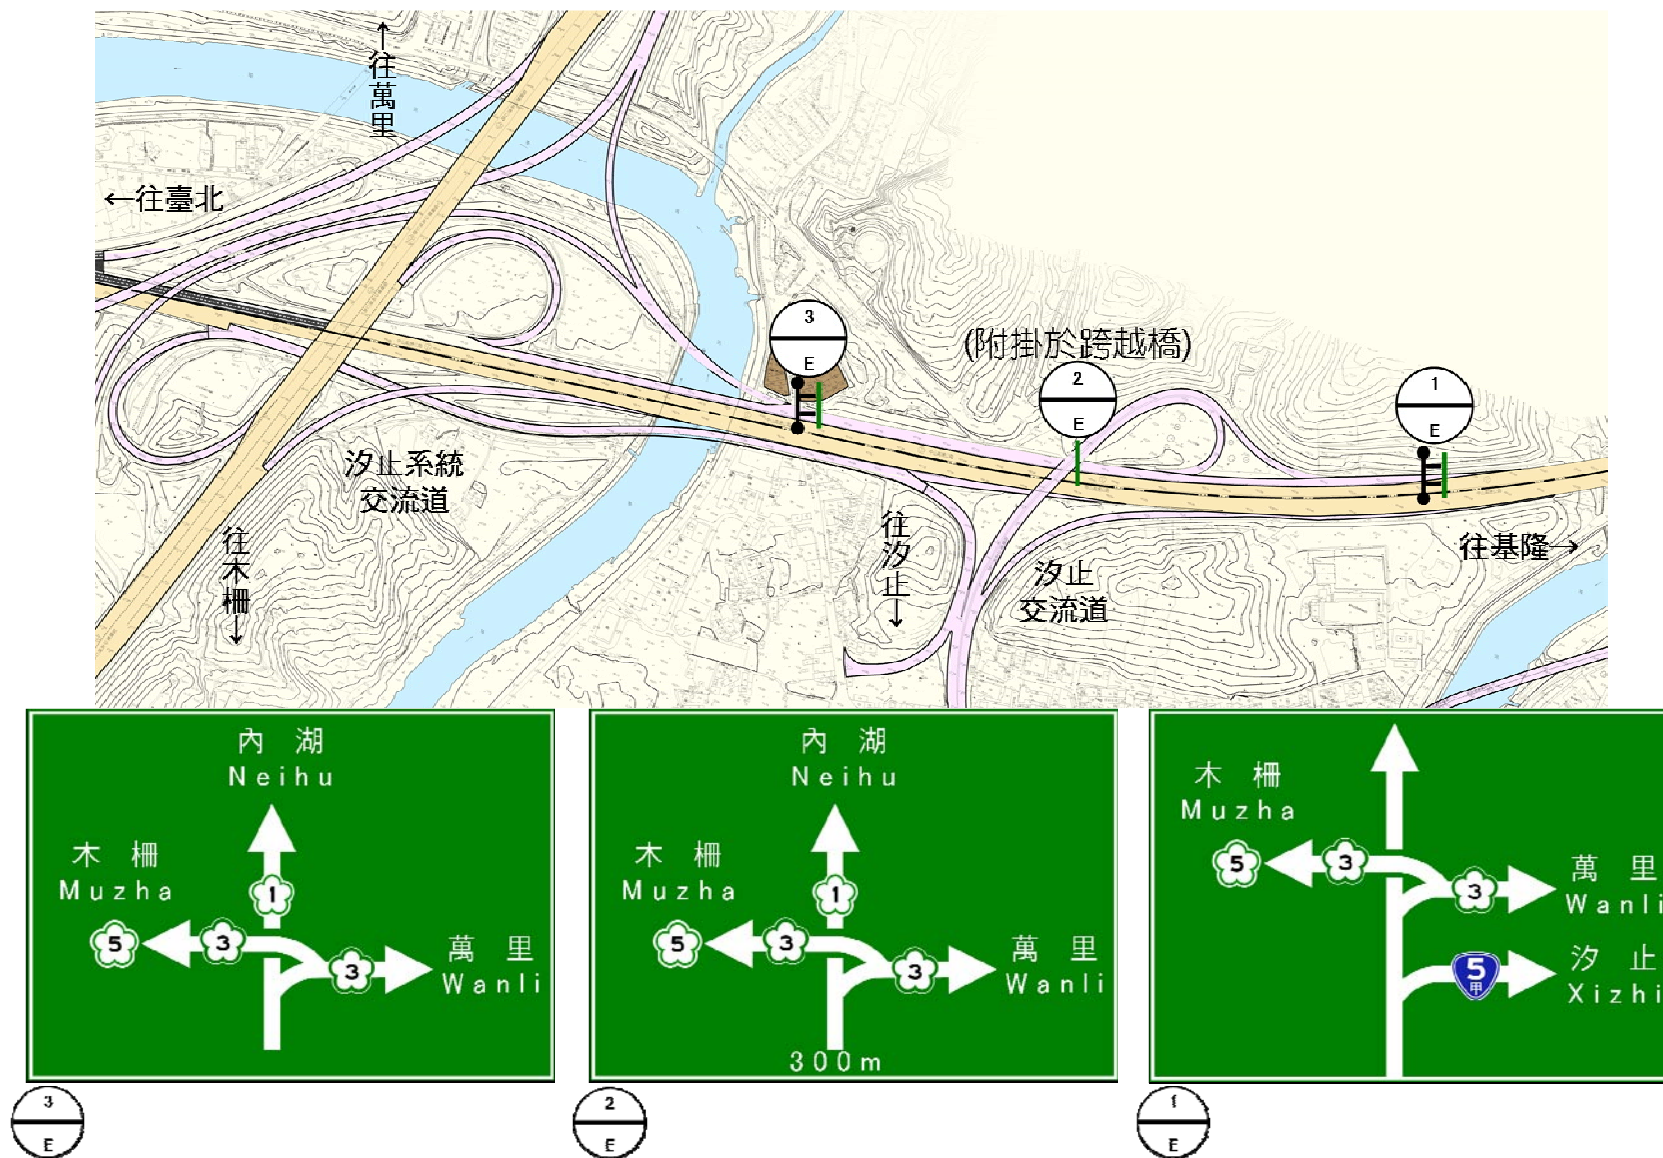 ←往萬里
←往臺北
3
E
(附掛於跨越橋)
2
E
1
E
汐止系統
交流道
往木柵→
往汐止→
汐止
交流道
往基隆→
內湖
Neihu
木柵
Muzha
1
5
3
3
萬里
Wanli
3
E
內湖
Neihu
木柵
Muzha
1
5
3
3
萬里
Wanli
300m
2
E
木柵
Muzha
5
3
3
萬里
Wanli
5
甲
汐止
Xizhi
1
E